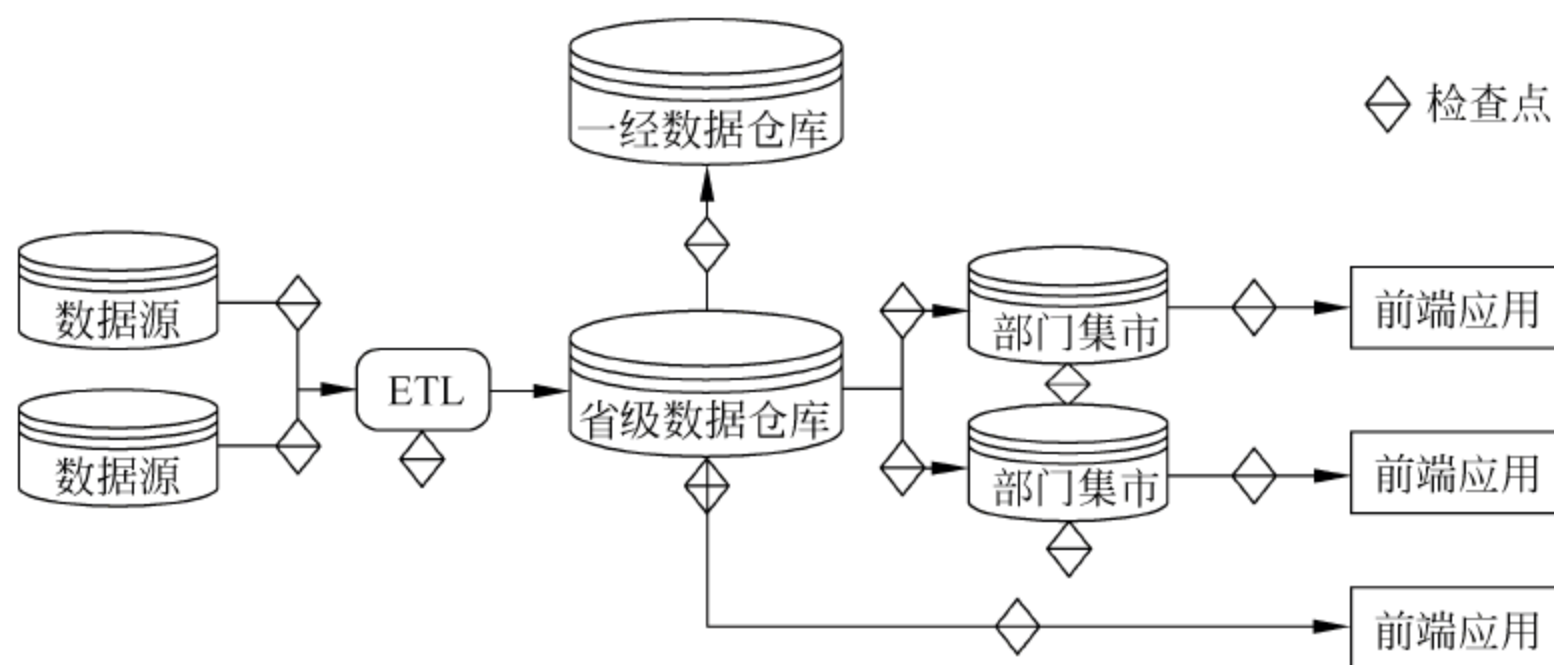 一经数据仓库
检查点
数据源
部门集市
前端应用
ETL
省级数据仓库
数据源
部门集市
前端应用
前端应用